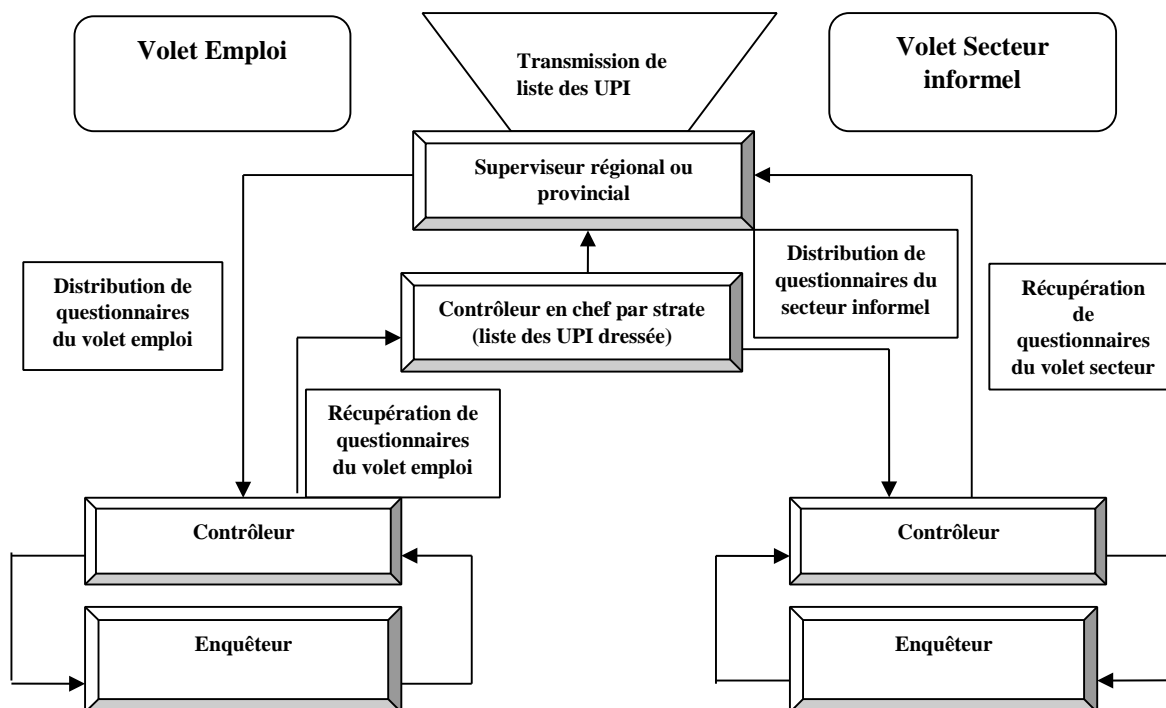 Volet Emploi
Transmission de
liste des UPI
Volet Secteur
informel
Superviseur régional ou
provincial
Distribution de
questionnaires
du volet emploi
Contrôleur en chef par strate
(liste des UPI dressée)
Distribution de
questionnaires du
secteur informel
Récupération
de
questionnaires
du volet secteur
Récupération de
questionnaires
du volet emploi
Contrôleur
Enquêteur
Contrôleur
Enquêteur